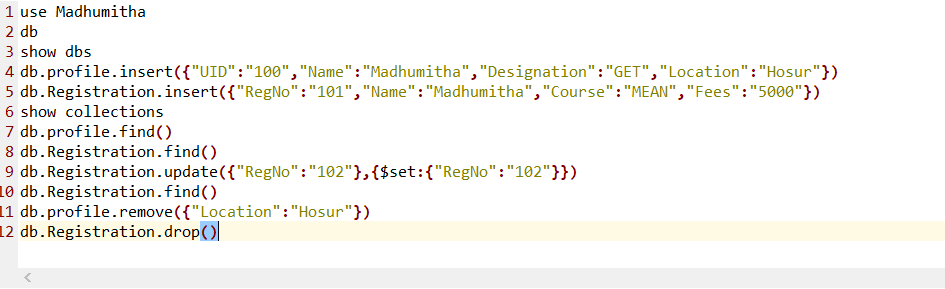 1 use Madhumitha
2 db
3 show dbs
4 db.profile.insert({"UID":"100","Name":"Madhumitha","Designation":"GET","Location":"Hosur"})
5 db.Registration.insert({"RegNo":"101","Name":"Madhumitha","Course":"MEAN","Fees":"5000"})
6 show collections
7 db.profile.find()
8 db.Registration.find()
9 db.Registration.update({"RegNo":"102"},{$set:{"RegNo":"102"}})
10 db.Registration.find()
11 db.profile.remove({"Location":"Hosur"})
12 db.Registration.drop()